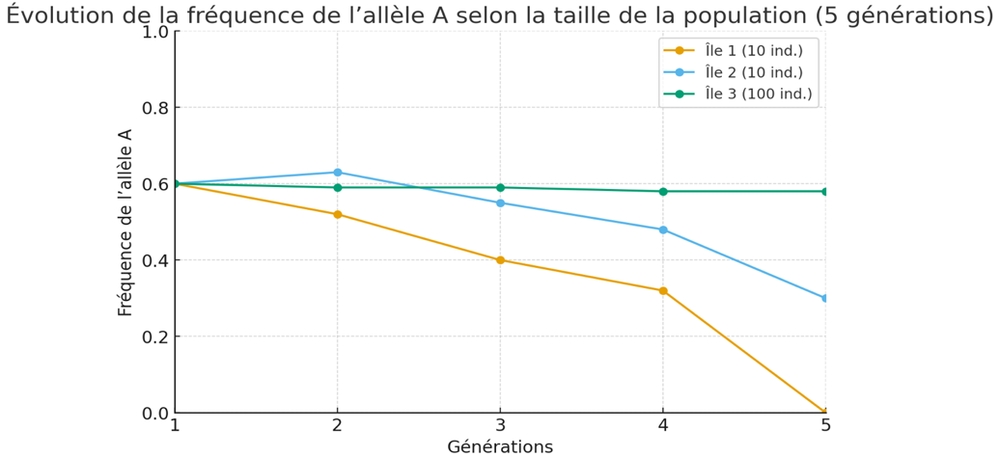 Évolution de la fréquence de l’allèle A selon la taille de la population (5 générations)
1.0
0.8
0.6
0.4
0.2
0.0
Fréquence de l’allèle A
Île 1 (10 ind.)
Île 2 (10 ind.)
Île 3 (100 ind.)
1 2 3 4 5
Générations